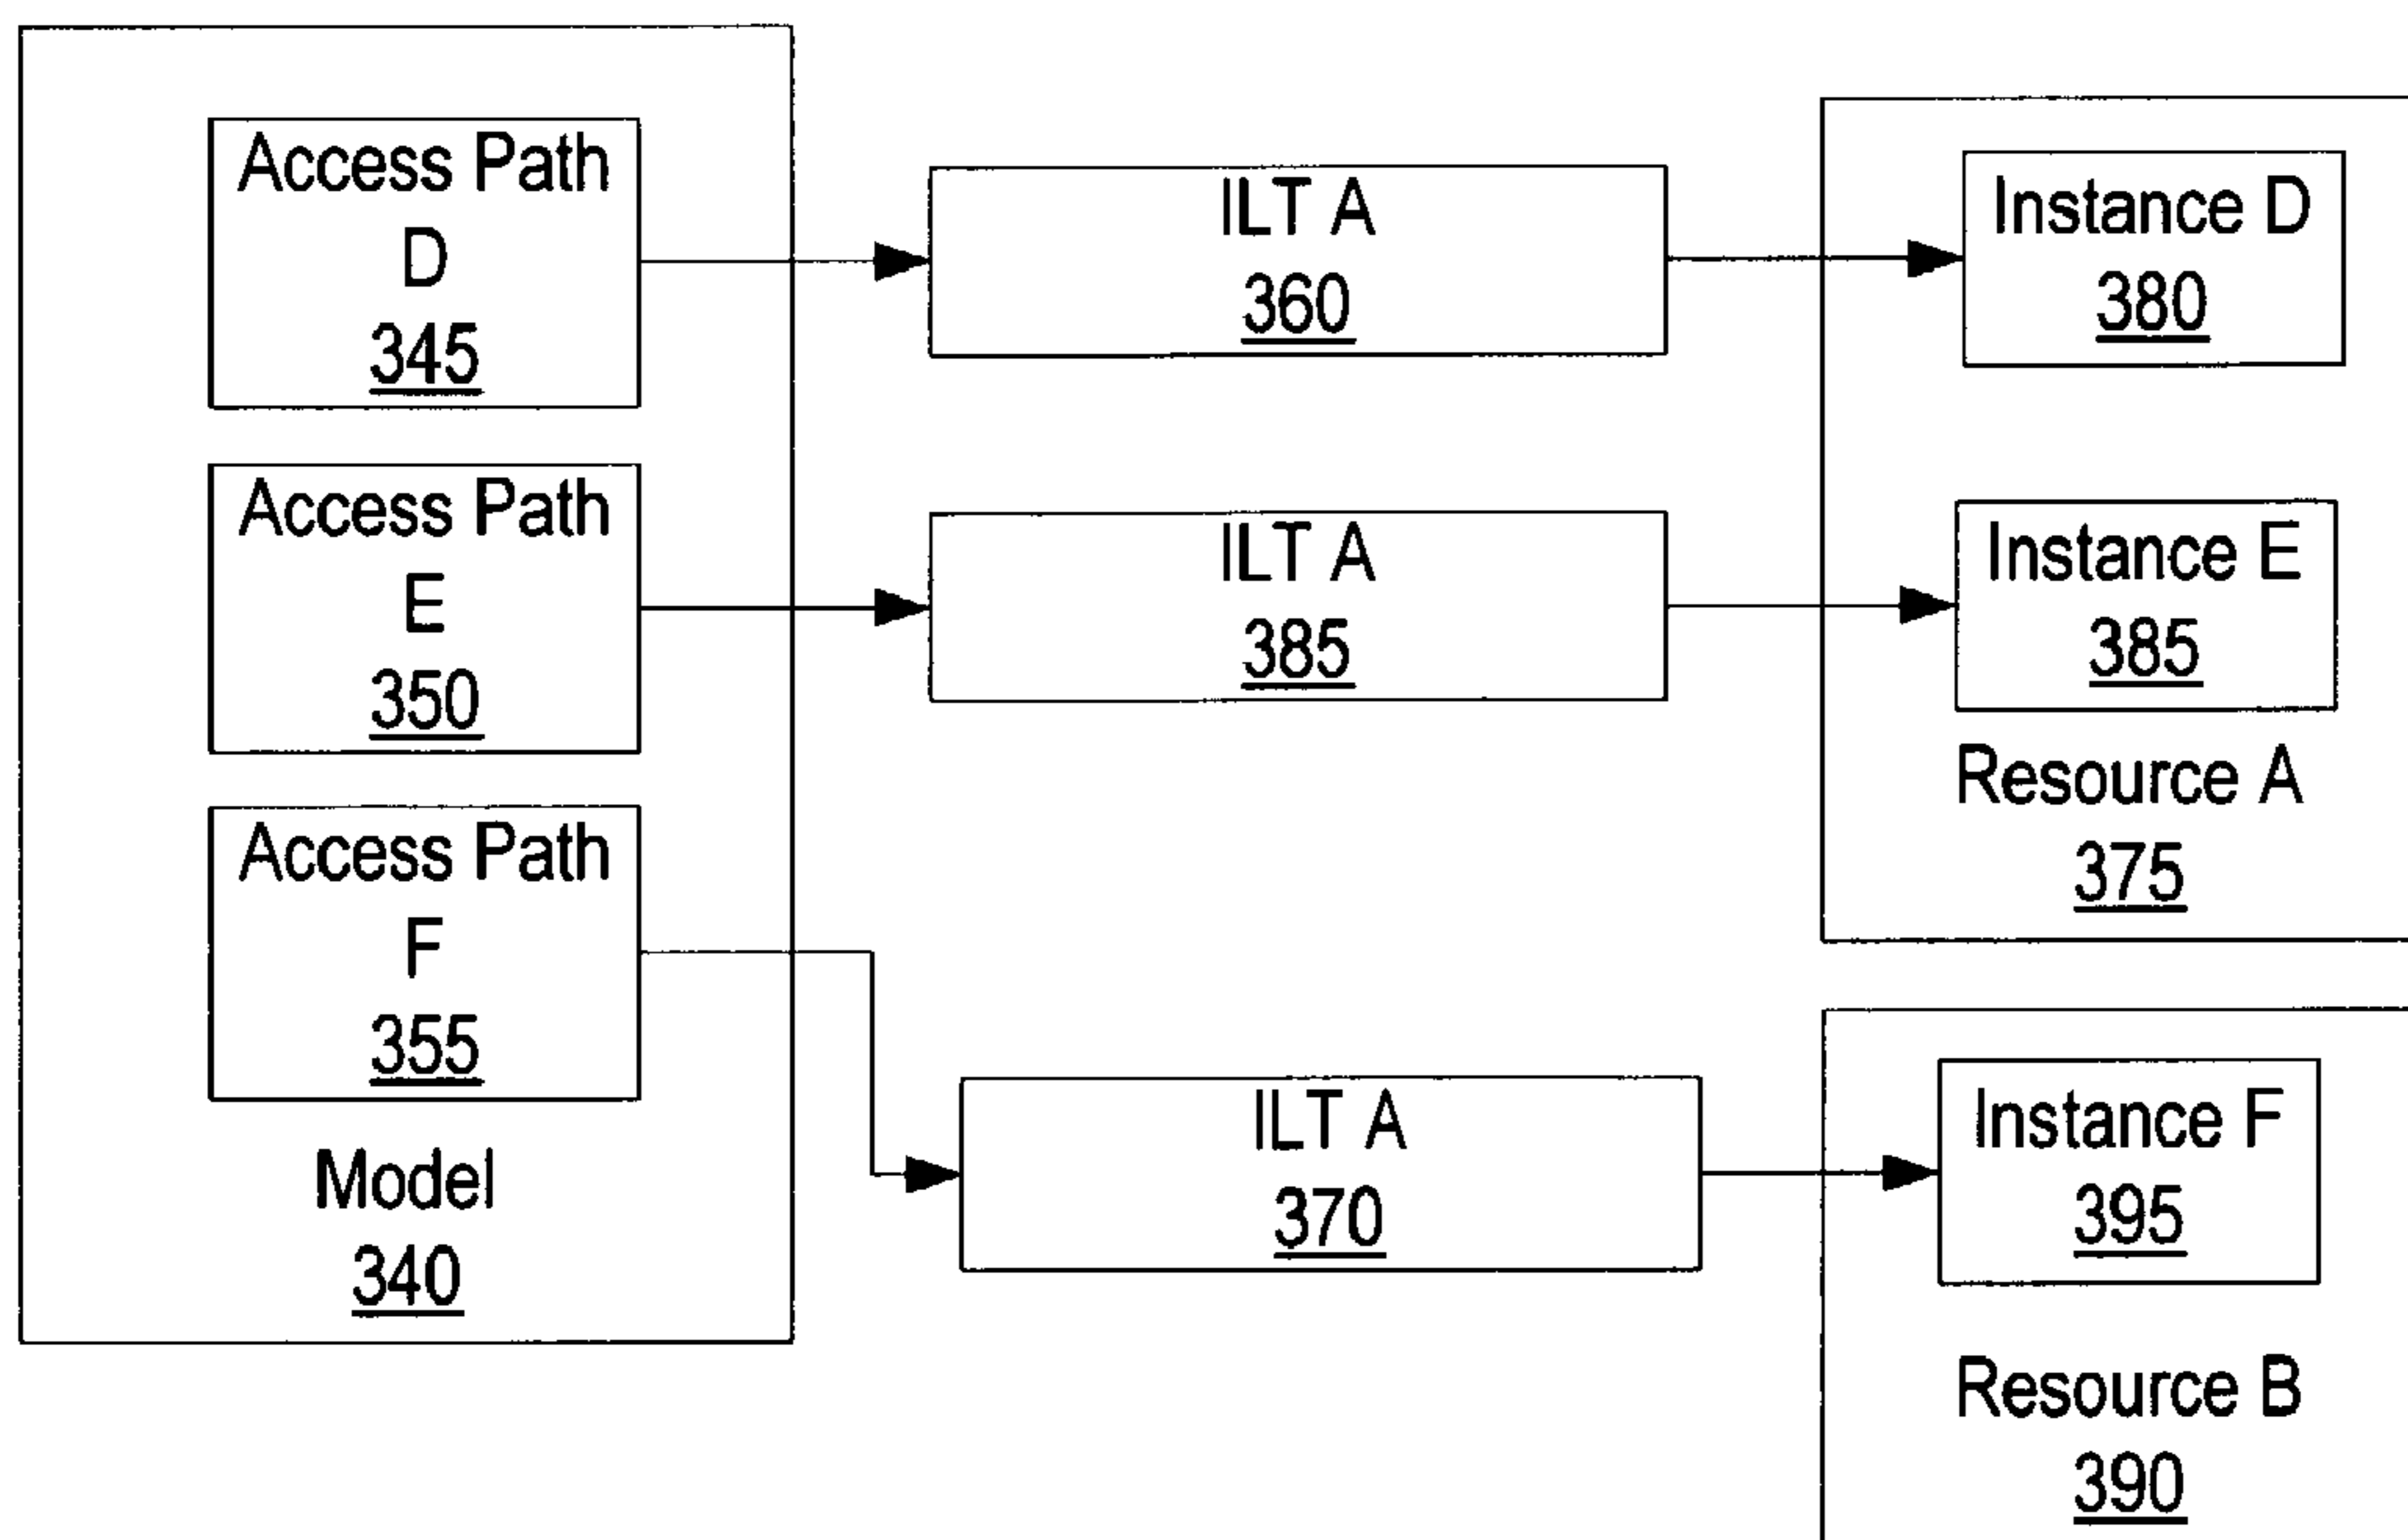 Access Path
D
345
ILT A
360
Instance D
380
Access Path
E
350
ILT A
385
Instance E
385
Resource A
375
Access Path
F
355
Model
340
ILT A
370
Instance F
395
Resource B
390